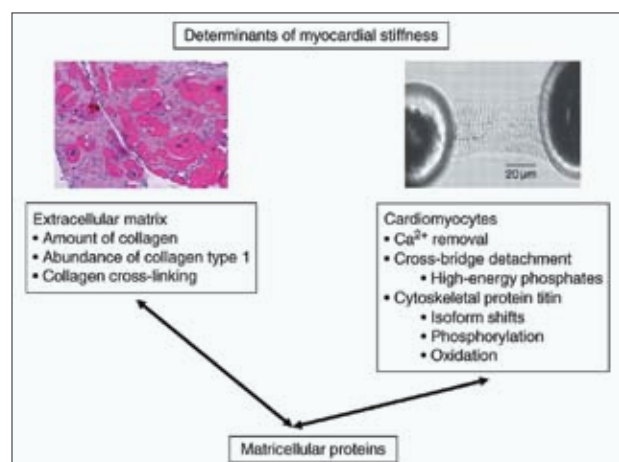 Determinants of myocardial stiffness
20 μm
Extracellular matrix
• Amount of collagen
• Abundance of collagen type 1
• Collagen cross-linking
Cardiomyocytes
• Ca²⁺ removal
• Cross-bridge detachment
• High-energy phosphates
• Cytoskeletal protein titin
• Isoform shifts
• Phosphorylation
• Oxidation
Matricellular proteins